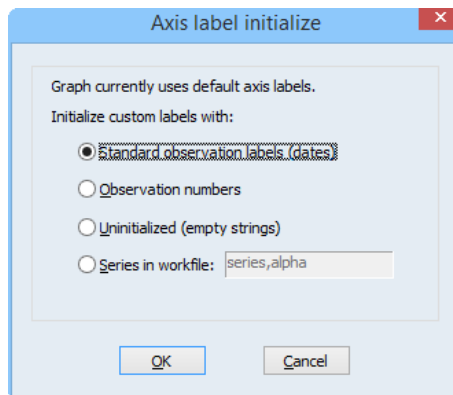 Axis label initialize
Graph currently uses default axis labels.
Initialize custom labels with:
Standard observation labels (dates)
Observation numbers
Uninitialized (empty strings)
Series in workfile: series,alpha
OK Cancel